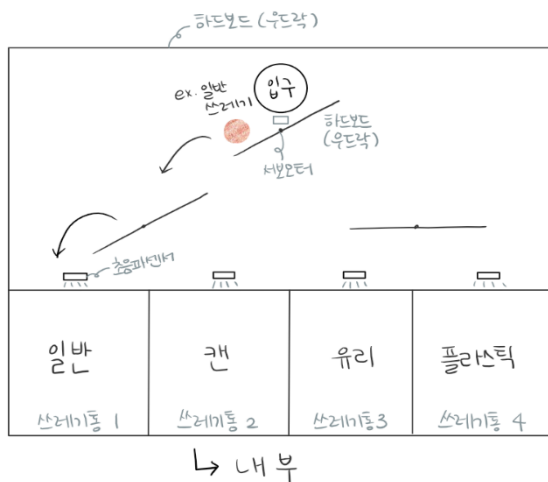 하드보드 (우드락)
ex. 일반
쓰레기
입구
하드보드
(우드락)
서보모터
초음파센서
일반
캔
유리
플라스틱
쓰레기통 1
쓰레기통 2
쓰레기통3
쓰레기통 4
↳ 내부